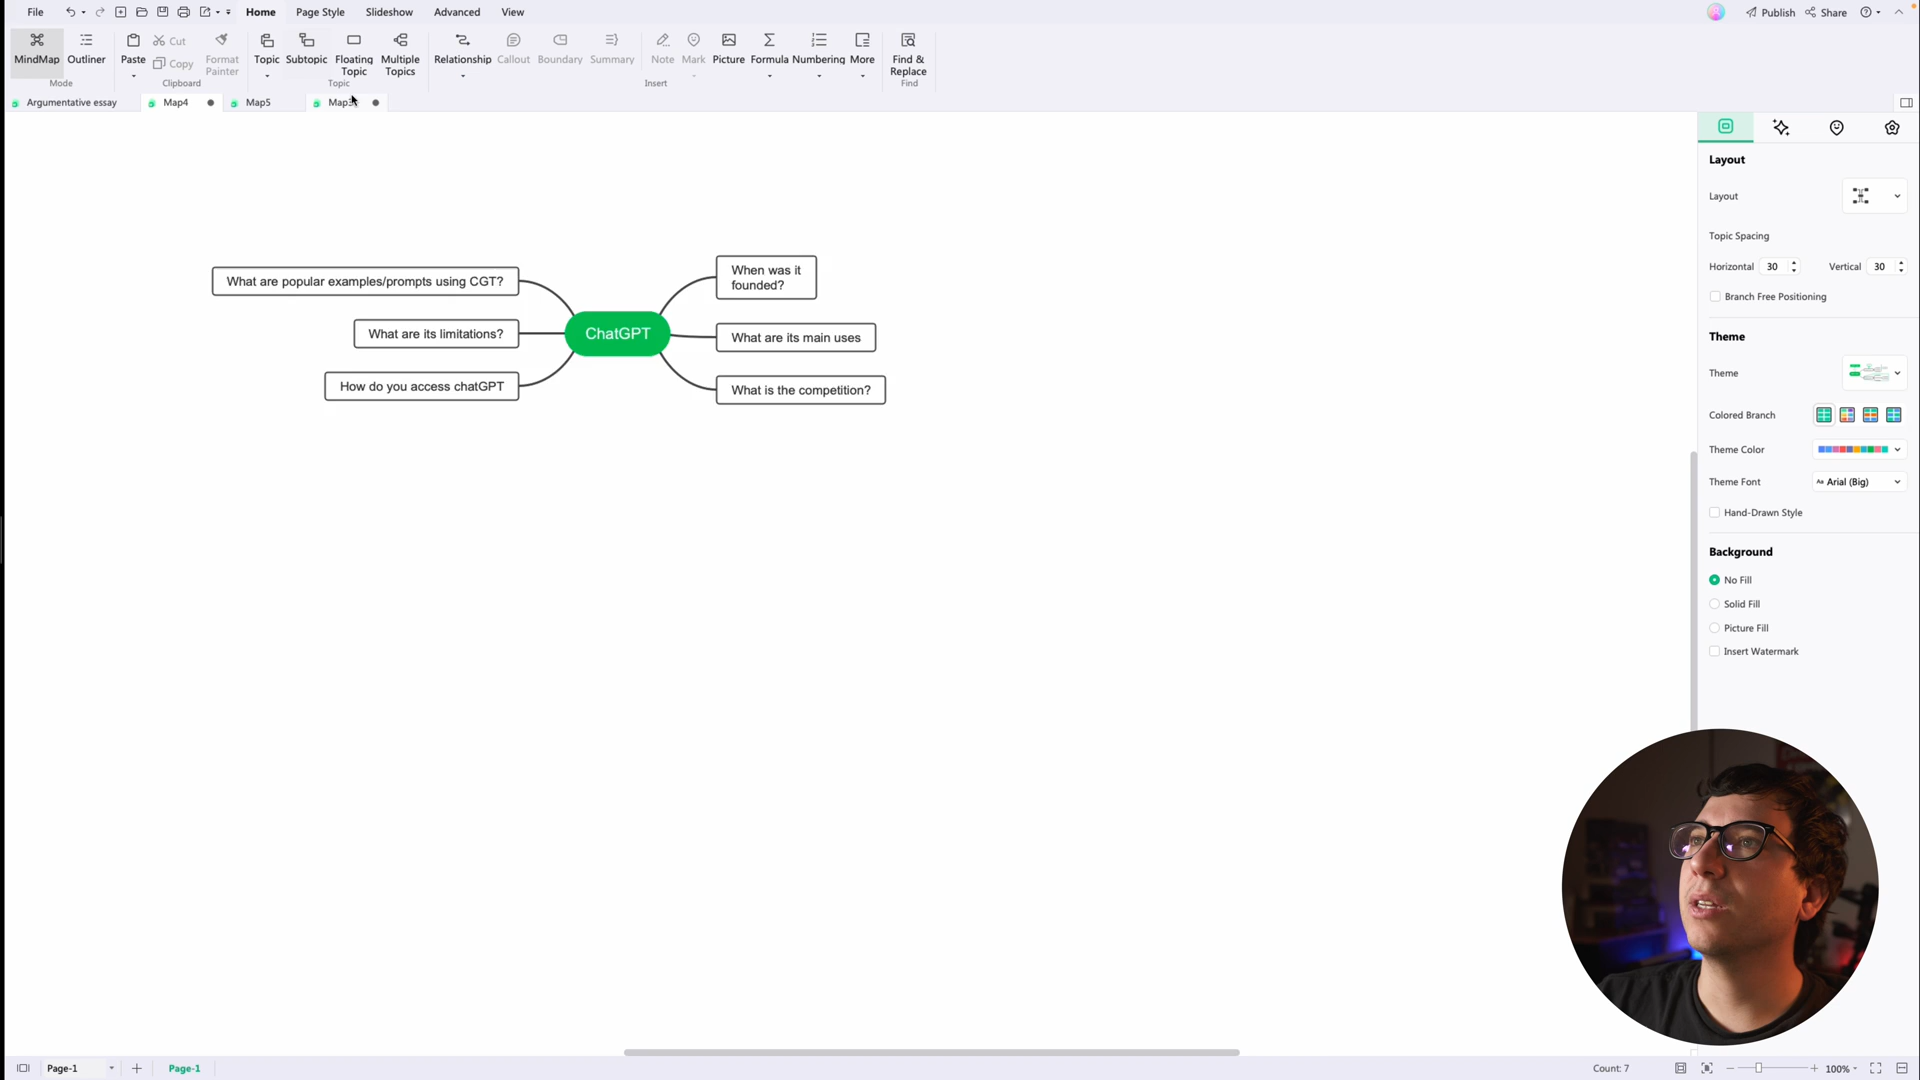 File
Home
Page Style
Slideshow
Advanced
View
Publish
Share
MindMap
Outliner
Mode
Paste
Cut
Copy
Format
Painter
Clipboard
Topic
Subtopic
Floating
Topic
Multiple
Topics
Topic
Relationship
Callout
Boundary
Summary
Note
Mark
Picture
Formula
Numbering
More
Insert
Find &
Replace
Find
Argumentative essay
Map4
Map5
What are popular examples/prompts using CGT?
What are its limitations?
How do you access chatGPT
ChatGPT
When was it
founded?
What are its main uses
What is the competition?
Layout
Layout
Topic Spacing
Horizontal 30
Vertical 30
Branch Free Positioning
Theme
Theme
Colored Branch
Theme Color
Theme Font
Aa Arial (Big)
Hand-Drawn Style
Background
No Fill
Solid Fill
Picture Fill
Insert Watermark
Page-1
Page-1
Count: 7
100%